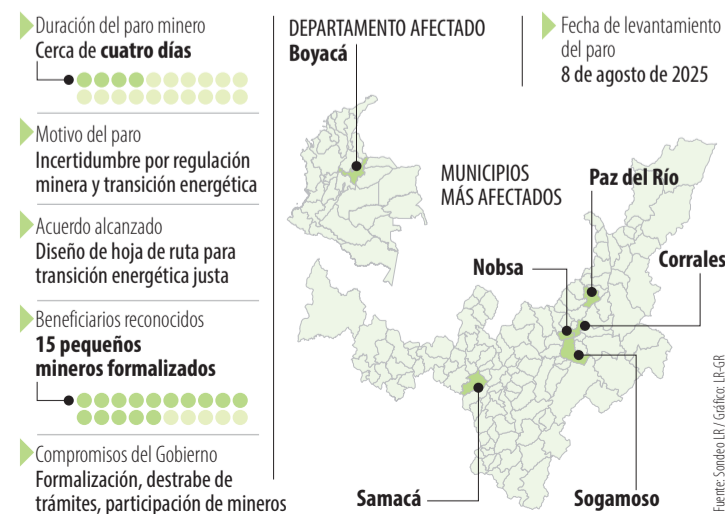 Duración del paro minero
Cerca de cuatro días
Motivo del paro
Incertidumbre por regulación
minera y transición energética
Acuerdo alcanzado
Diseño de hoja de ruta para
transición energética justa
Beneficiarios reconocidos
15 pequeños
mineros formalizados
Compromisos del Gobierno
Formalización, destrabe de
trámites, participación de mineros
DEPARTAMENTO AFECTADO
Boyacá
Fecha de levantamiento
del paro
8 de agosto de 2025
MUNICIPIOS
MÁS AFECTADOS
Paz del Río
Nobsa
Corrales
Samacá
Sogamoso
Fuente: Sondeo LR / Gráfico: LR-GR